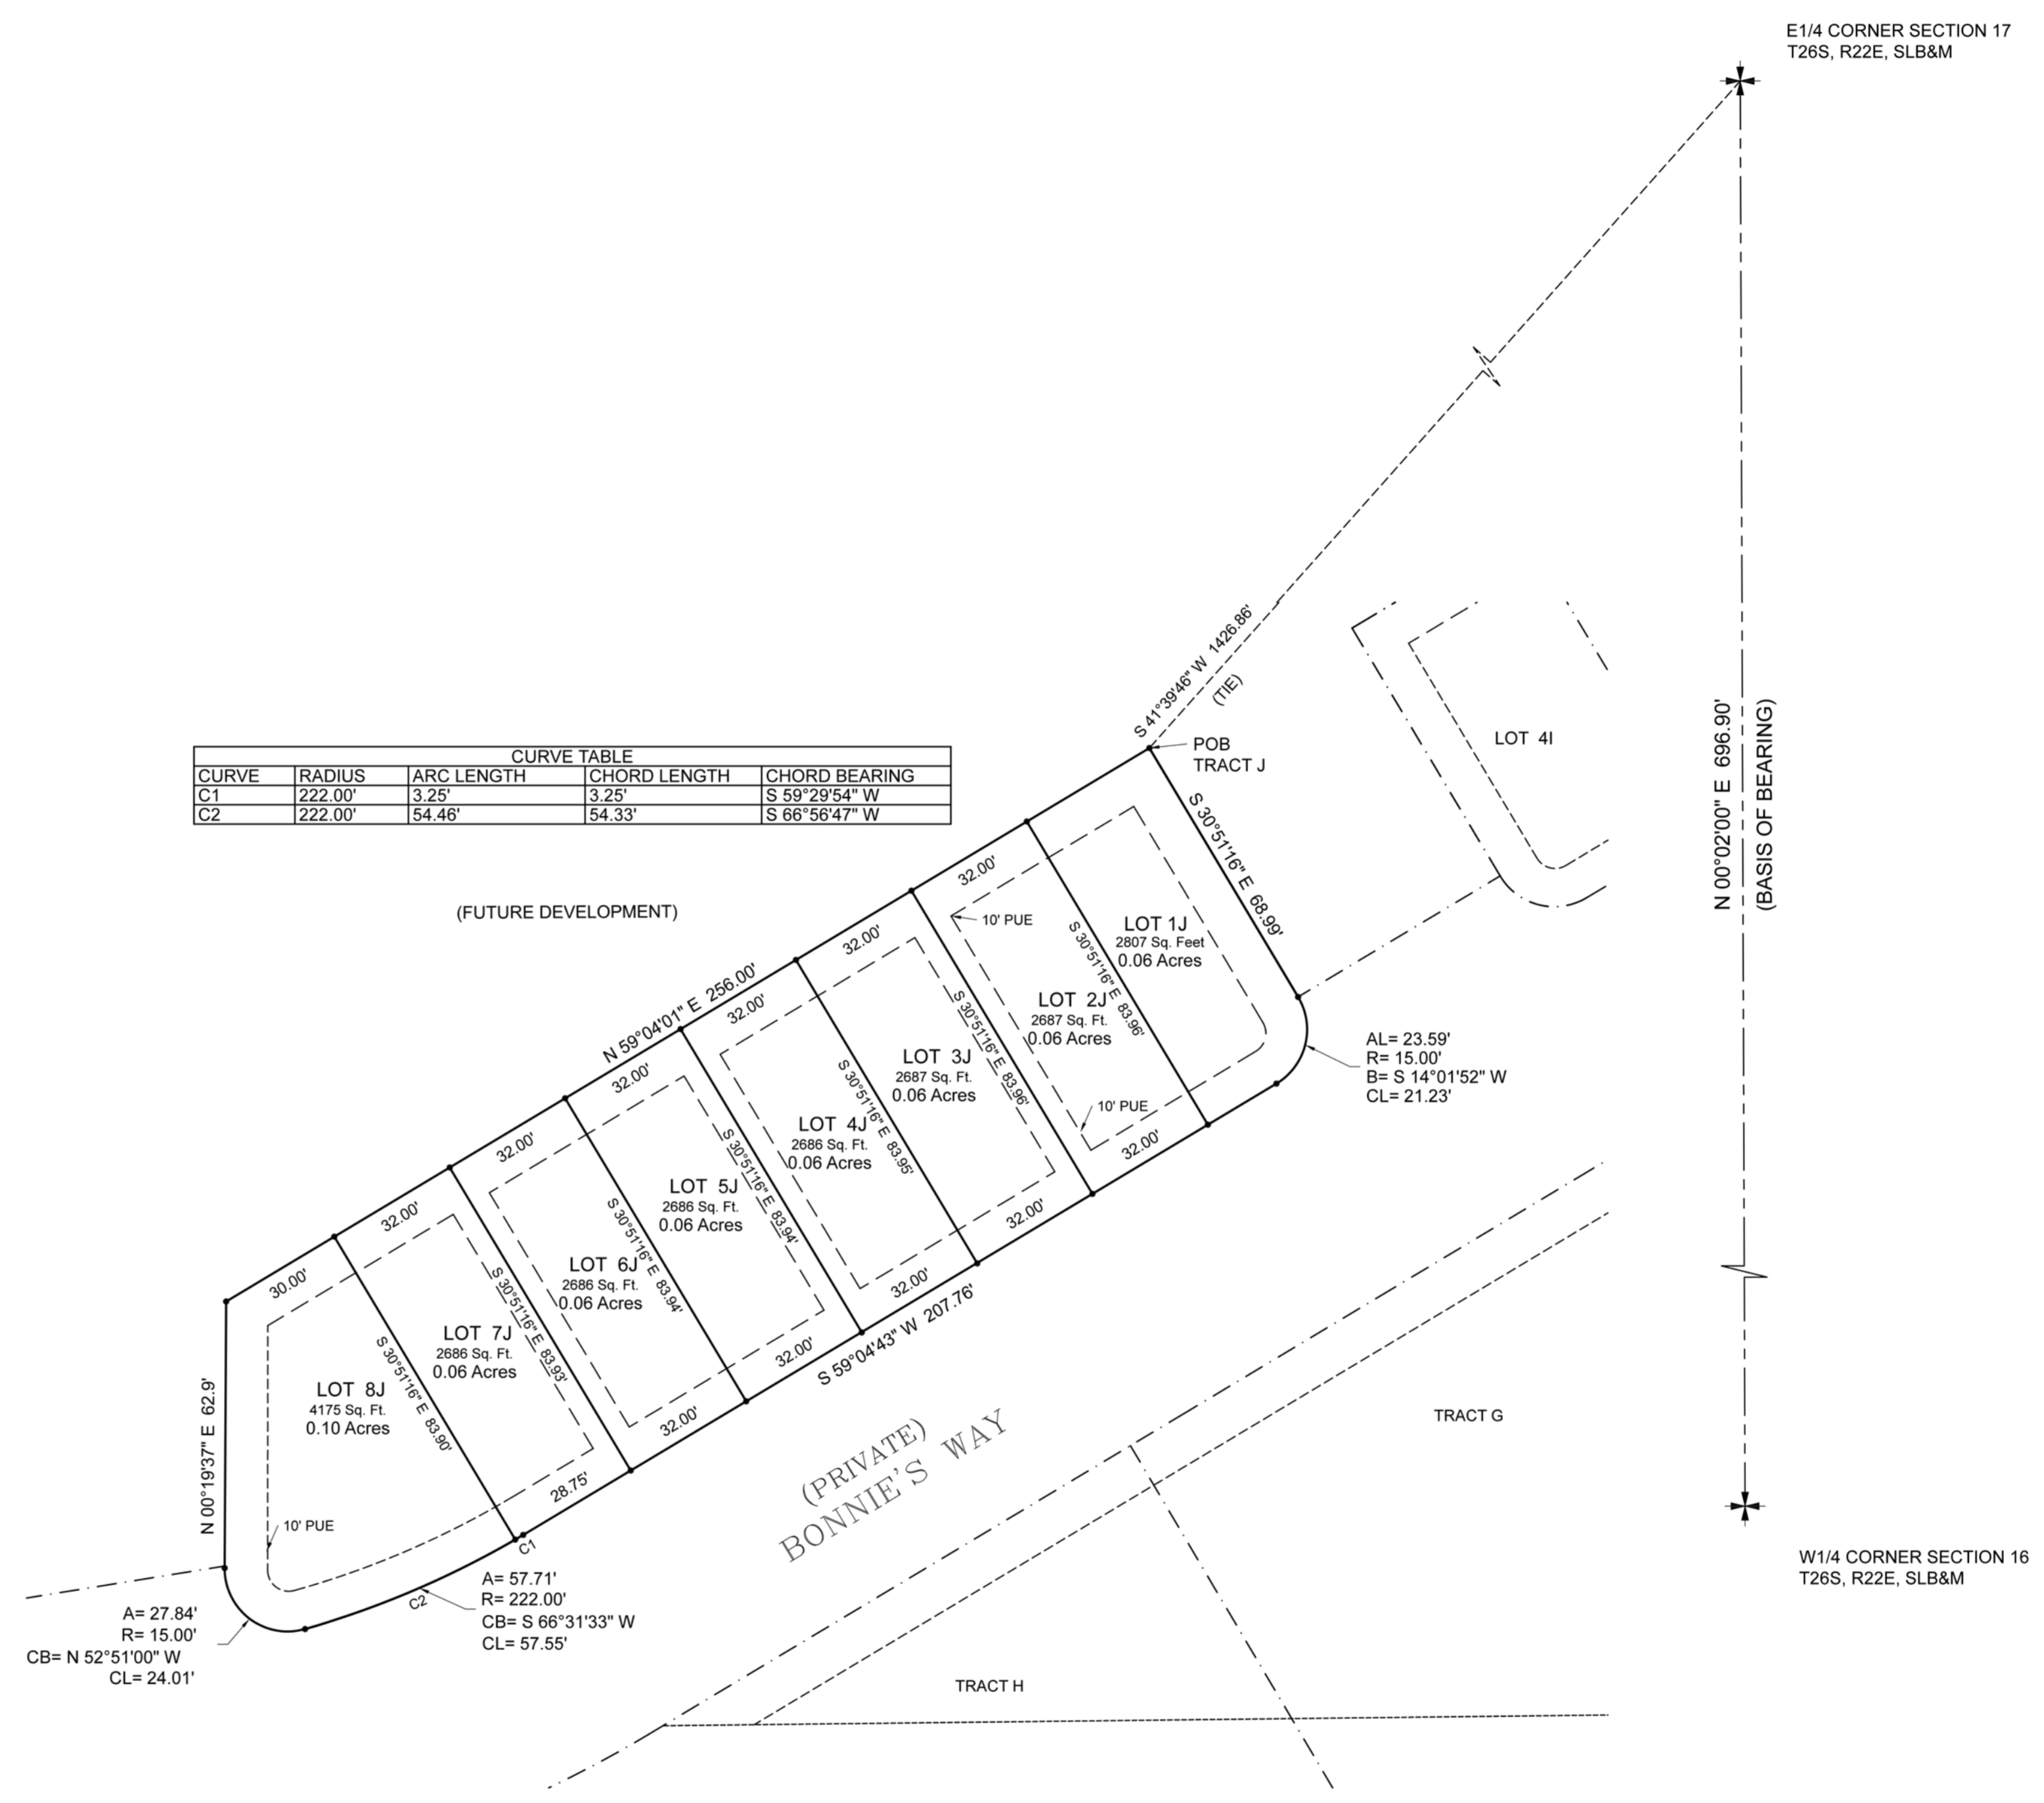 E1/4 CORNER SECTION 17
T26S, R22E, SLB&M
S 41°39'46" W 1426.86'
(TIE)
POB
TRACT J
LOT 4I
N 00°02'00" E 696.90'
(BASIS OF BEARING)
CURVE TABLE
CURVE RADIUS ARC LENGTH CHORD LENGTH CHORD BEARING
C1 222.00' 3.25' 3.25' S 59°29'54" W
C2 222.00' 54.46' 54.33' S 66°56'47" W
(FUTURE DEVELOPMENT)
N 59°04'01" E 256.00'
S 30°51'16" E 68.99'
32.00'
32.00'
32.00'
32.00'
32.00'
32.00'
30.00'
10' PUE
LOT 1J
2807 Sq. Feet
0.06 Acres
S 30°51'16" E 83.96'
LOT 2J
2687 Sq. Ft.
0.06 Acres
S 30°51'16" E 83.96'
LOT 3J
2687 Sq. Ft.
0.06 Acres
S 30°51'16" E 83.95'
LOT 4J
2686 Sq. Ft.
0.06 Acres
S 30°51'16" E 83.94'
LOT 5J
2686 Sq. Ft.
0.06 Acres
S 30°51'16" E 83.94'
LOT 6J
2686 Sq. Ft.
0.06 Acres
S 30°51'16" E 83.93'
LOT 7J
2686 Sq. Ft.
0.06 Acres
S 30°51'16" E 83.90'
LOT 8J
4175 Sq. Ft.
0.10 Acres
AL= 23.59'
R= 15.00'
B= S 14°01'52" W
CL= 21.23'
10' PUE
32.00'
32.00'
32.00'
32.00'
32.00'
28.75'
S 59°04'43" W 207.76'
N 00°19'37" E 62.9'
10' PUE
C1
C2
A= 57.71'
R= 222.00'
CB= S 66°31'33" W
CL= 57.55'
A= 27.84'
R= 15.00'
CB= N 52°51'00" W
CL= 24.01'
(PRIVATE)
BONNIE'S WAY
TRACT G
TRACT H
W1/4 CORNER SECTION 16
T26S, R22E, SLB&M